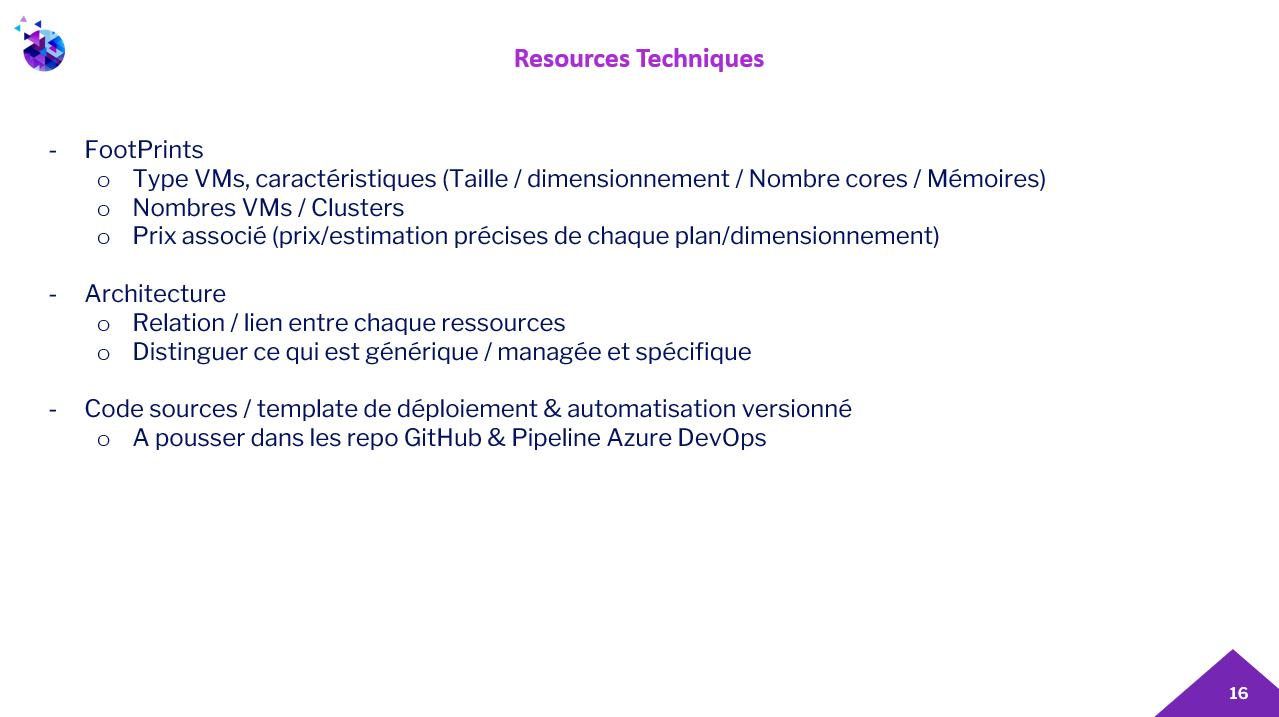 Resources Techniques
- FootPrints
o Type VMs, caractéristiques (Taille / dimensionnement / Nombre cores / Mémoires)
o Nombres VMs / Clusters
o Prix associé (prix/estimation précises de chaque plan/dimensionnement)
- Architecture
o Relation / lien entre chaque ressources
o Distinguer ce qui est générique / managée et spécifique
- Code sources / template de déploiement & automatisation versionné
o A pousser dans les repo GitHub & Pipeline Azure DevOps
16